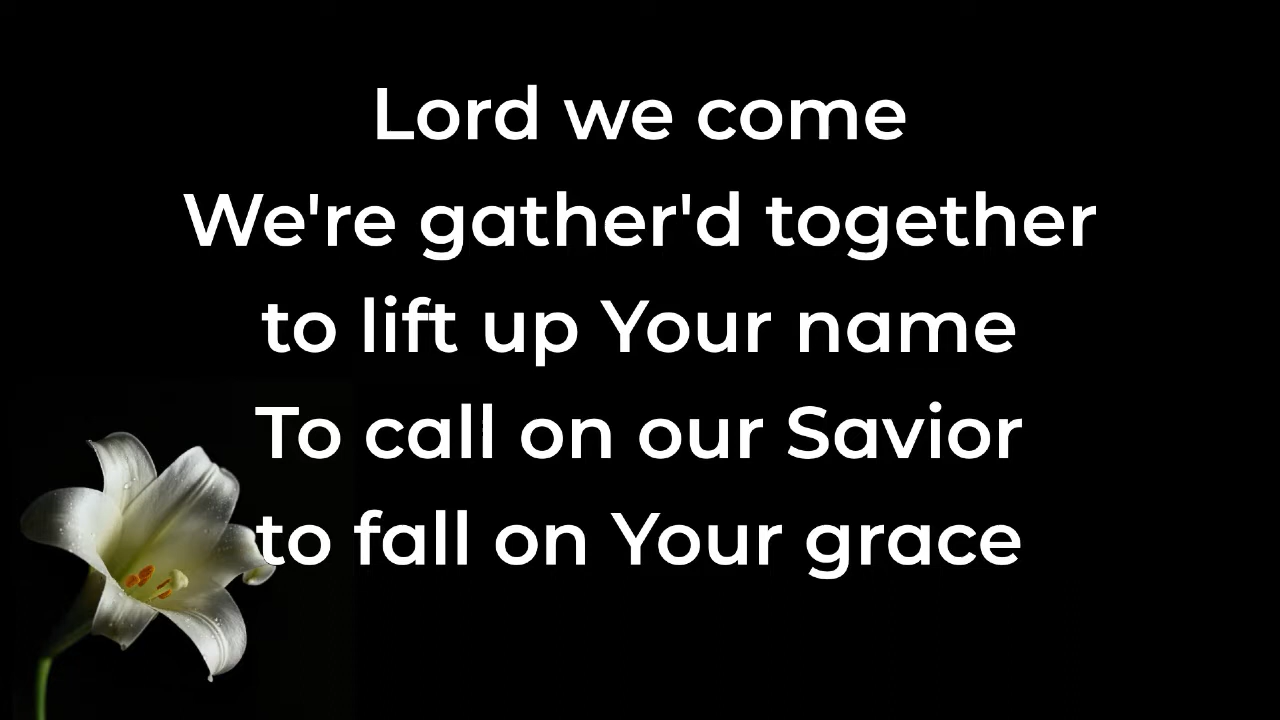 Lord we come
We're gather'd together
to lift up Your name
To call on our Savior
to fall on Your grace